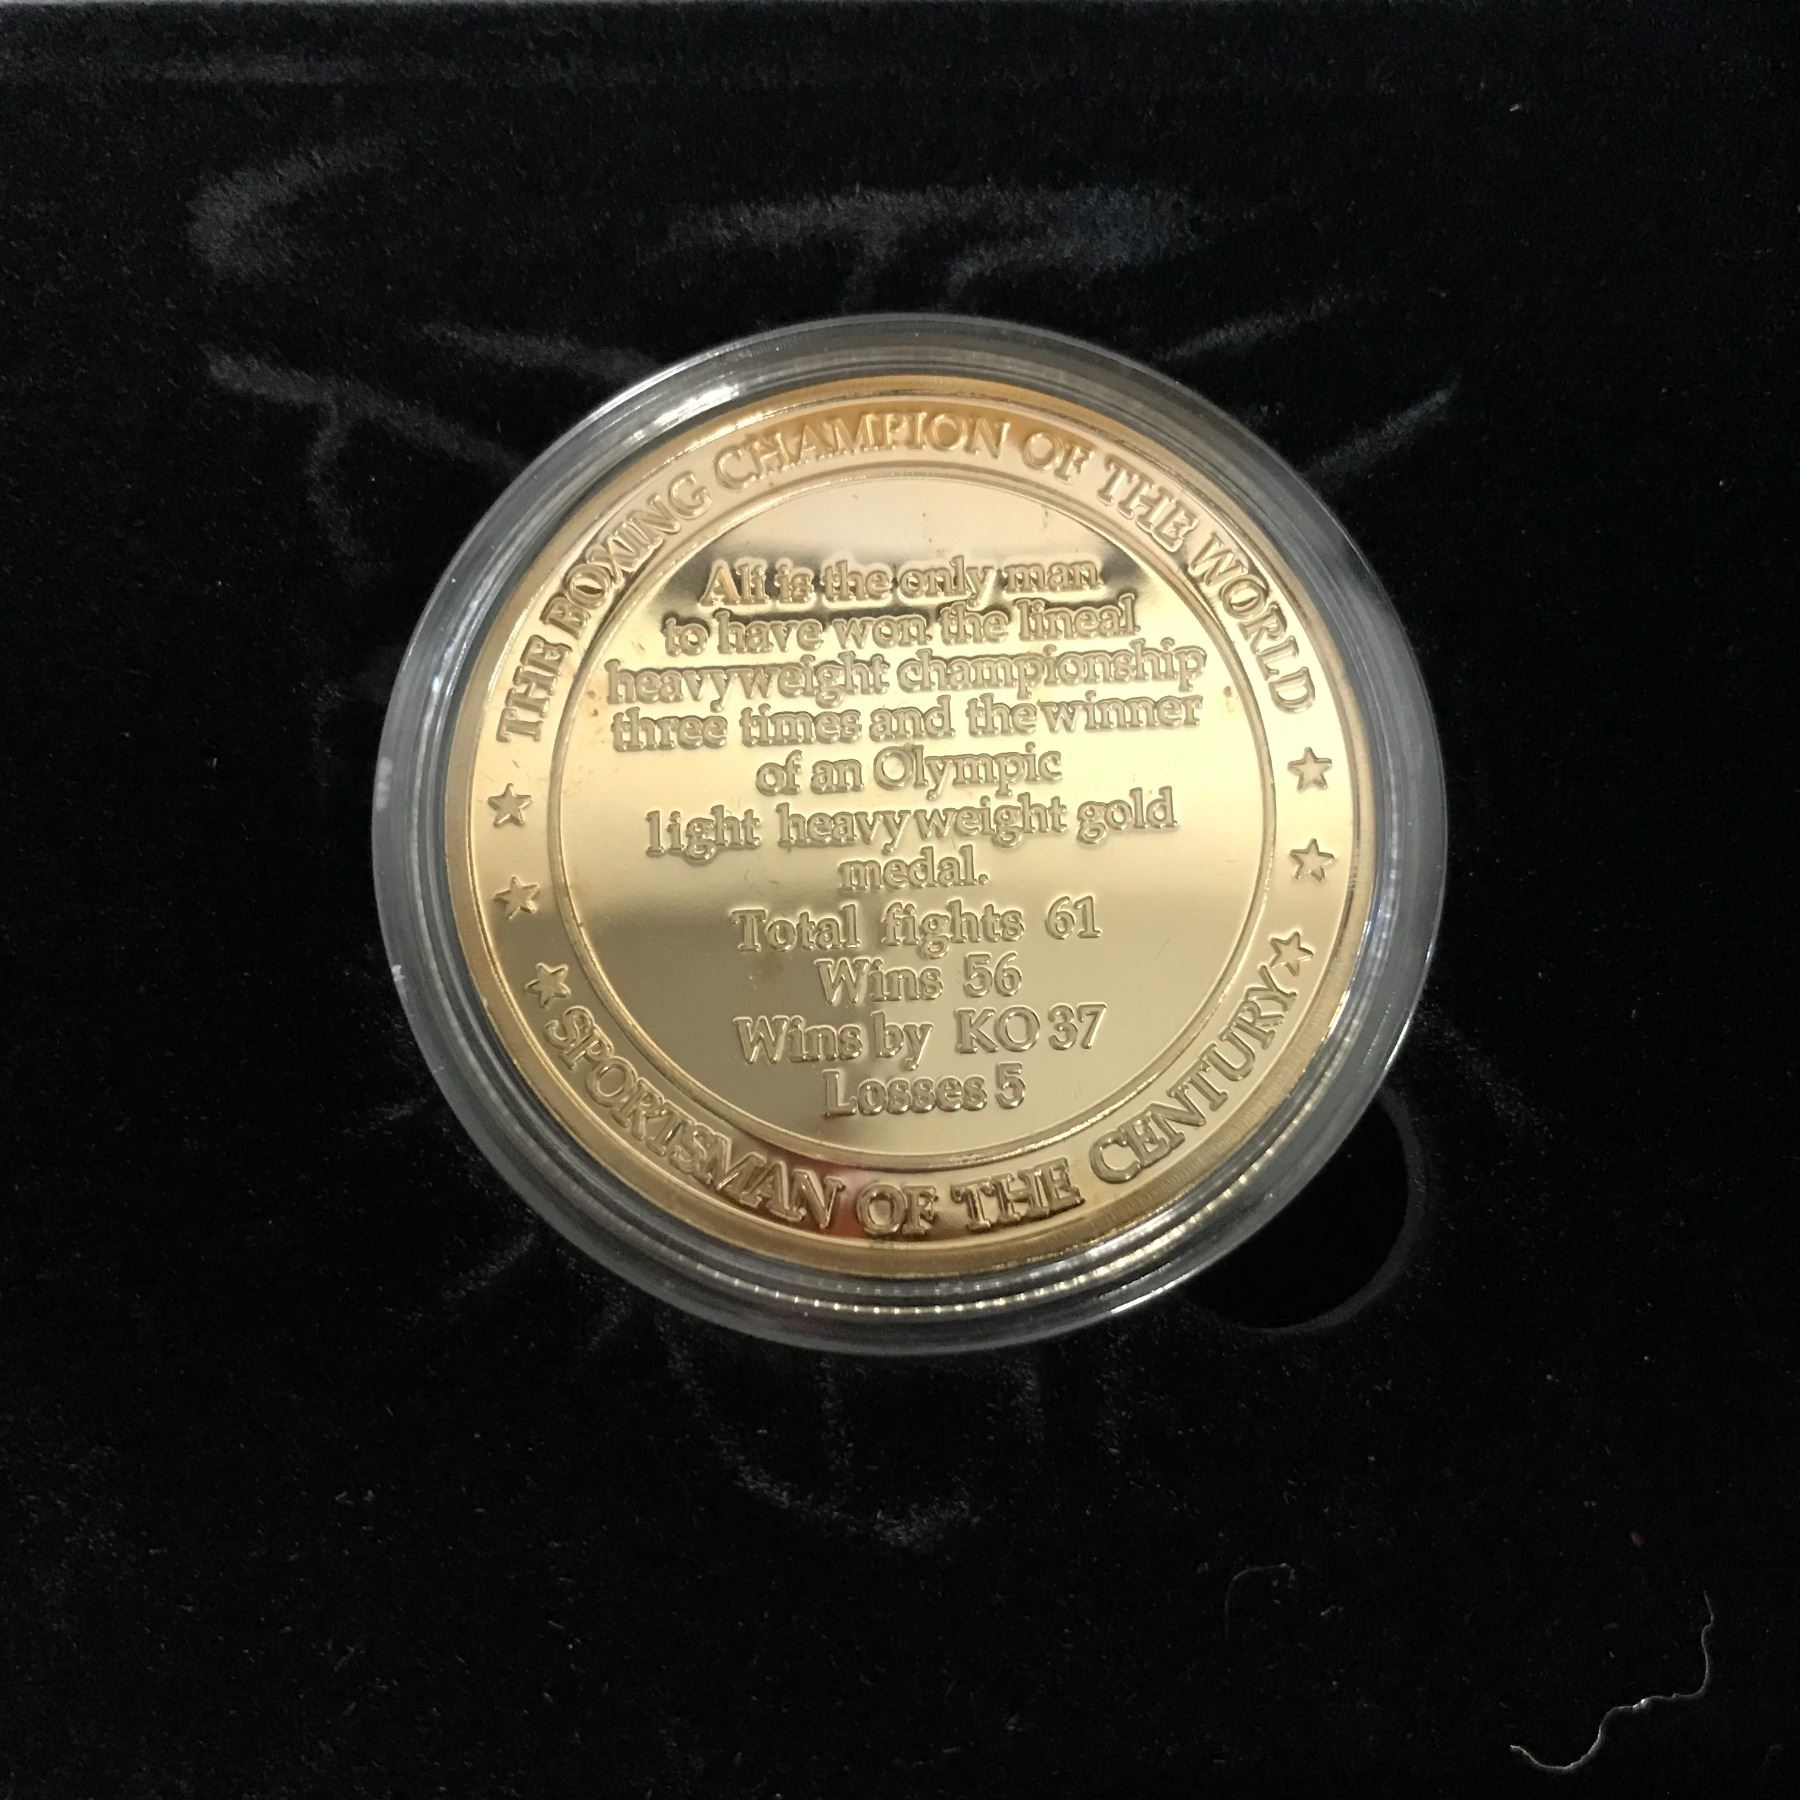 THE BOXING CHAMPION OF THE WORLD
Ali is the only man
to have won the lineal
heavyweight championship
three times and the winner
of an Olympic
light heavyweight gold
medal.
Total fights 61
Wins 56
Wins by KO 37
Losses 5
SPORTSMAN OF THE CENTURY